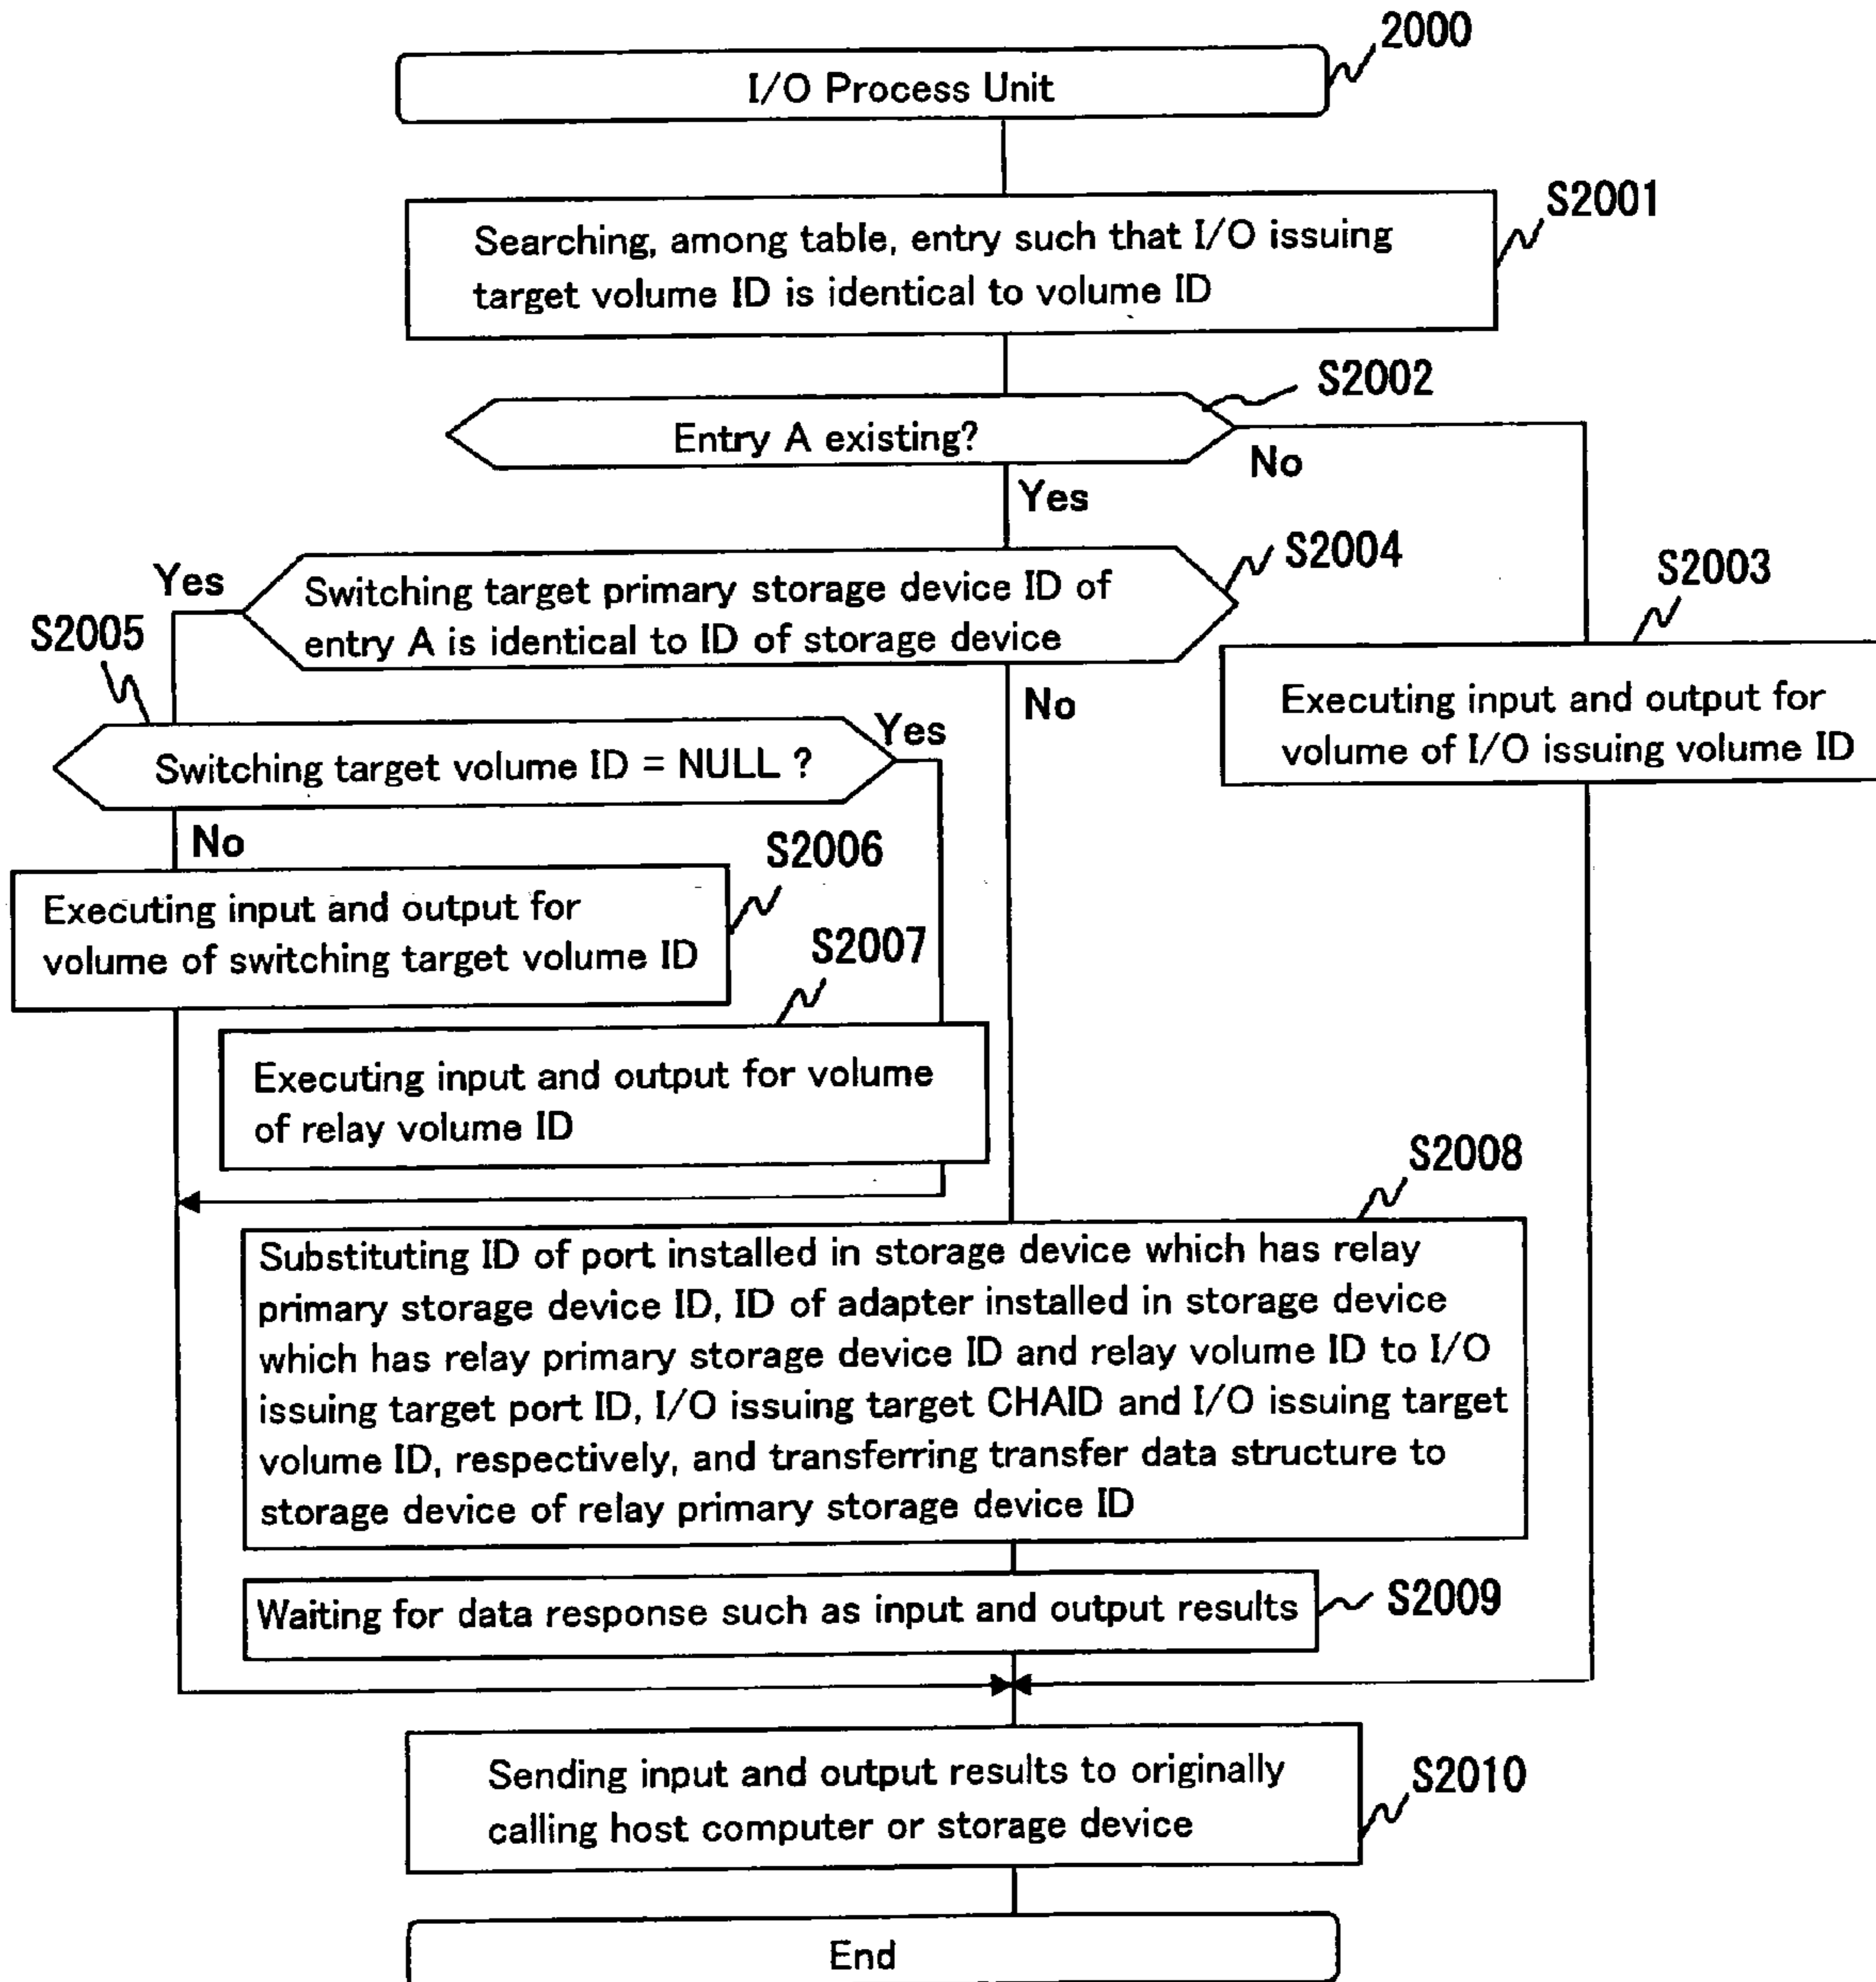 2000
I/O Process Unit
S2001
Searching, among table, entry such that I/O issuing
target volume ID is identical to volume ID
S2002
Entry A existing?
No
Yes
S2004
Yes
Switching target primary storage device ID of
entry A is identical to ID of storage device
S2003
S2005
No
Executing input and output for
volume of I/O issuing volume ID
Yes
Switching target volume ID = NULL ?
No
S2006
Executing input and output for
volume of switching target volume ID
S2007
Executing input and output for volume
of relay volume ID
S2008
Substituting ID of port installed in storage device which has relay
primary storage device ID, ID of adapter installed in storage device
which has relay primary storage device ID and relay volume ID to I/O
issuing target port ID, I/O issuing target CHAID and I/O issuing target
volume ID, respectively, and transferring transfer data structure to
storage device of relay primary storage device ID
Waiting for data response such as input and output results
S2009
Sending input and output results to originally
calling host computer or storage device
S2010
End